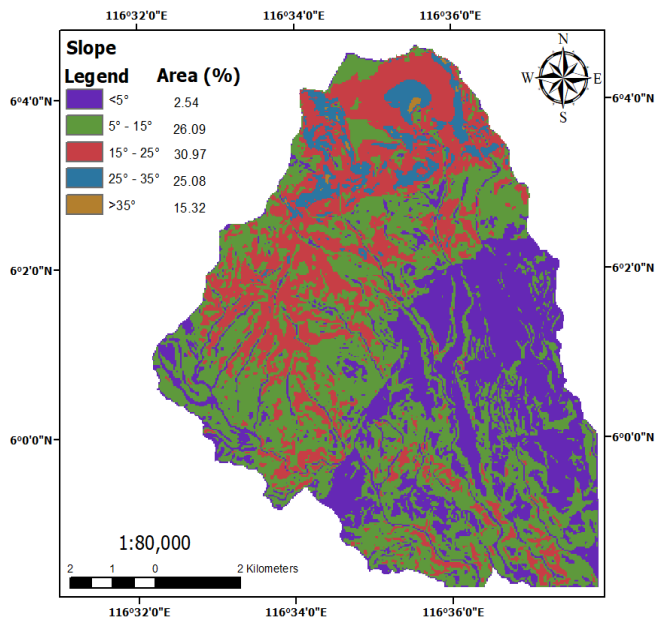 116°32'0"E 116°34'0"E 116°36'0"E
Slope
Legend Area (%)
<5° 2.54
5° - 15° 26.09
15° - 25° 30.97
25° - 35° 25.08
>35° 15.32
N
W E
S
6°4'0"N 6°4'0"N
6°2'0"N 6°2'0"N
6°0'0"N 6°0'0"N
1:80,000
2 1 0 2 Kilometers
116°32'0"E 116°34'0"E 116°36'0"E